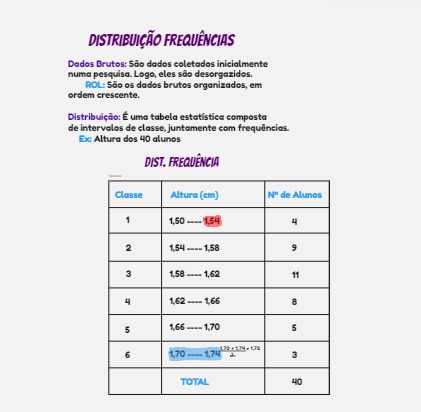 DISTRIBUIÇÃO FREQUÊNCIAS
Dados Brutos: São dados coletados inicialmente
numa pesquisa. Logo, eles são desorgazidos.
ROL: São os dados brutos organizados, em
ordem crescente.
Distribuição: É uma tabela estatística composta
de intervalos de classe, juntamente com frequências.
Ex: Altura dos 40 alunos
DIST. FREQUÊNCIA
Classe Altura (cm) Nº de Alunos
1 1,50 ---- 1,54 4
2 1,54 ---- 1,58 9
3 1,58 ---- 1,62 11
4 1,62 ---- 1,66 8
5 1,66 ---- 1,70 5
6 1,70 ---- 1,74 1,70 + 1,74 = 1,72 3
2
TOTAL 40